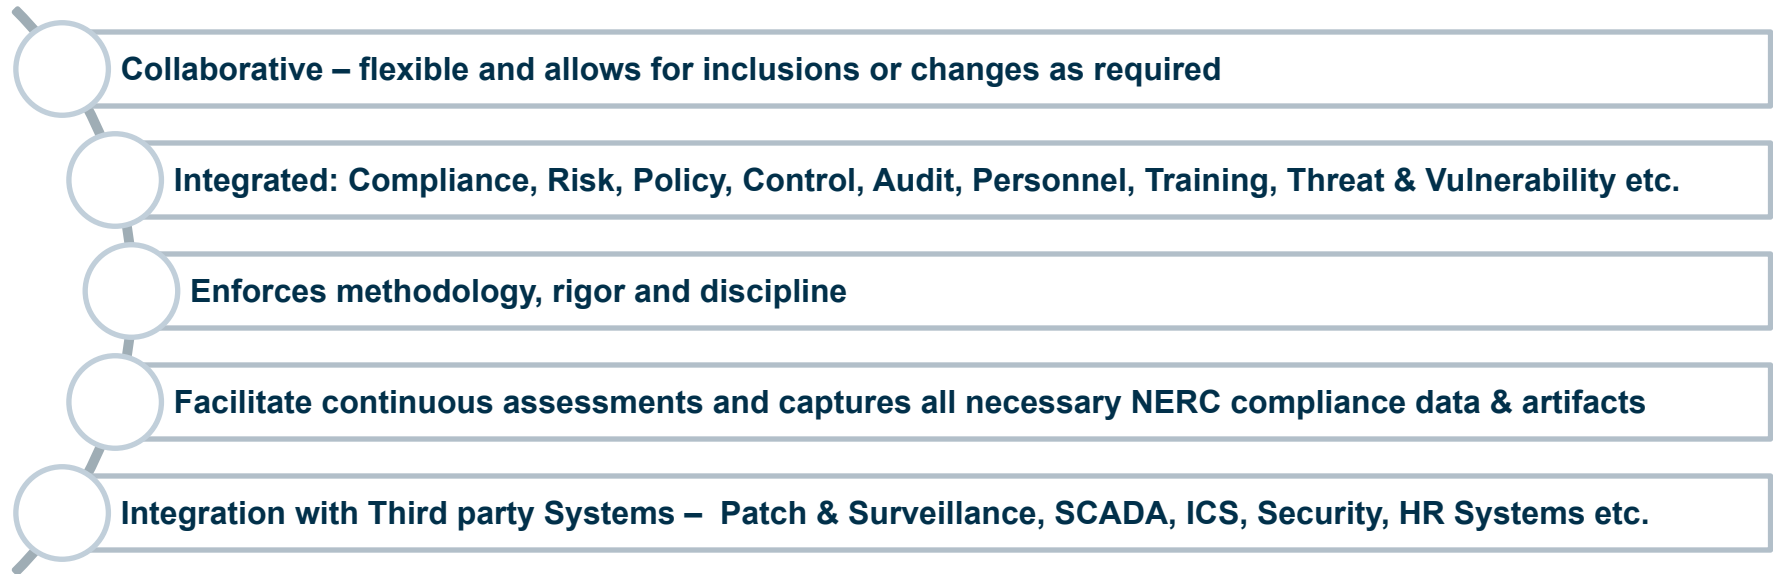 Collaborative – flexible and allows for inclusions or changes as required
Integrated: Compliance, Risk, Policy, Control, Audit, Personnel, Training, Threat & Vulnerability etc.
Enforces methodology, rigor and discipline
Facilitate continuous assessments and captures all necessary NERC compliance data & artifacts
Integration with Third party Systems –  Patch & Surveillance, SCADA, ICS, Security, HR Systems etc.